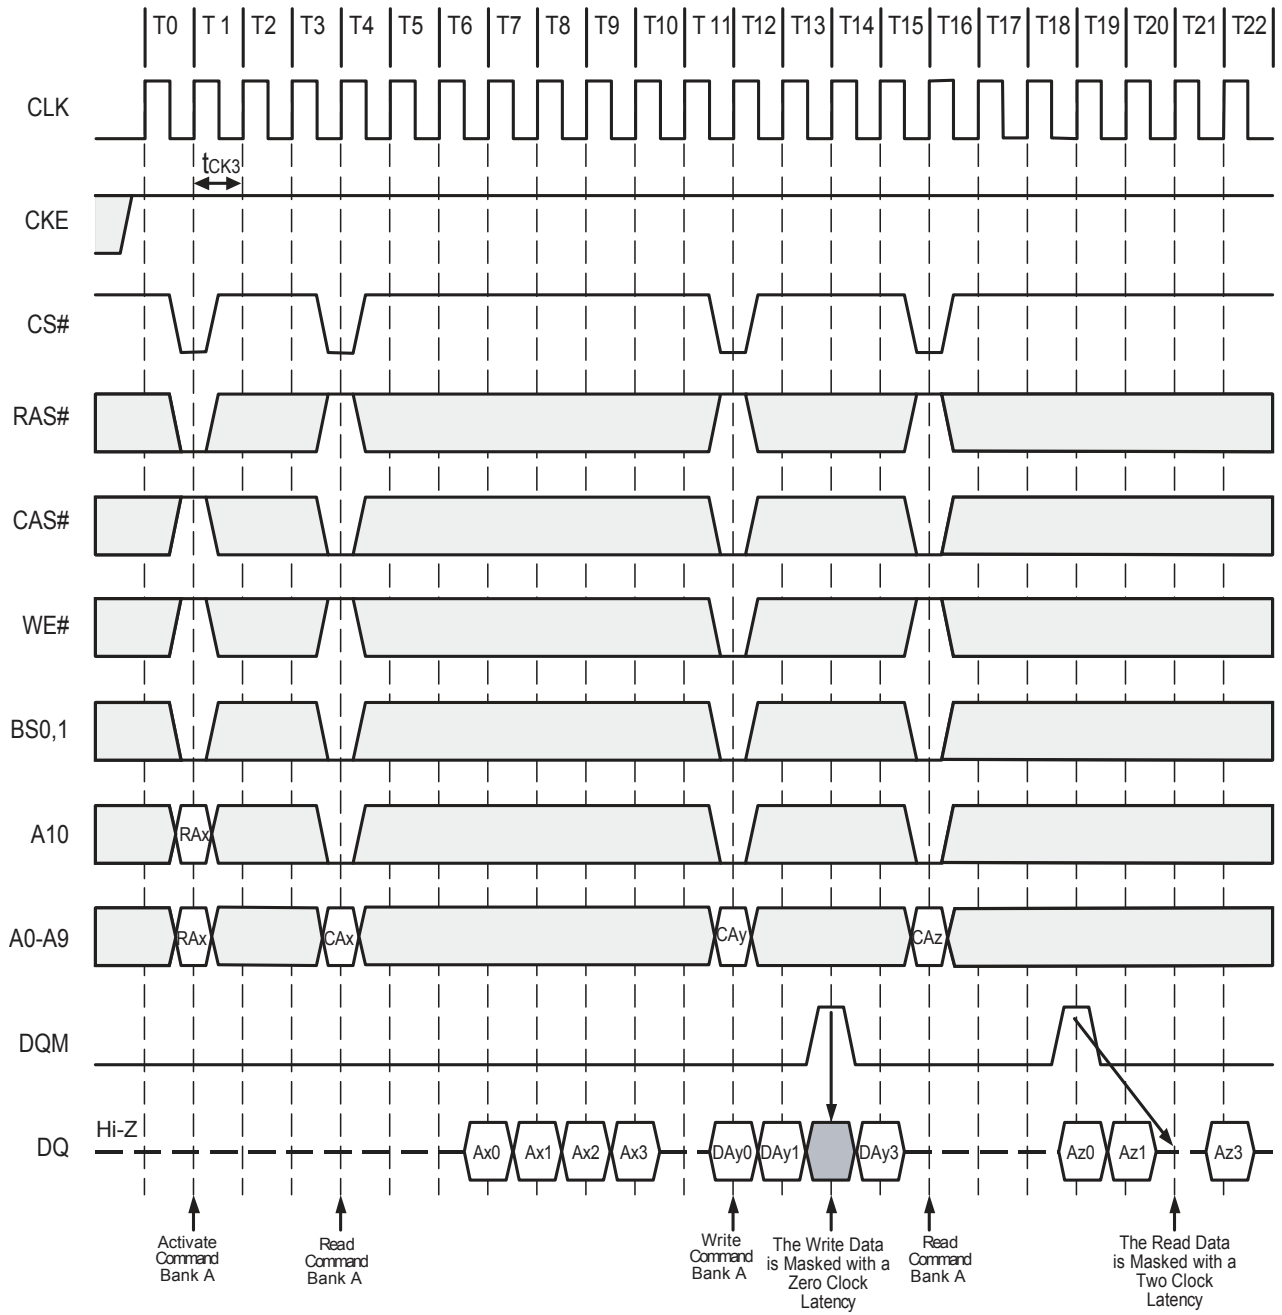 T0 T 1 T2 T3 T4 T5 T6 T7 T8 T9 T10 T 11 T12 T13 T14 T15 T16 T17 T18 T19 T20 T21 T22
CLK
tCK3
CKE
CS#
RAS#
CAS#
WE#
BS0,1
A10
RAx
A0-A9
RAx CAx CAy CAz
DQM
Hi-Z
DQ
Ax0 Ax1 Ax2 Ax3 DAy0 DAy1 DAy3 Az0 Az1 Az3
Activate
Command
Bank A
Read
Command
Bank A
Write
Command
Bank A
The Write Data
is Masked with a
Zero Clock
Latency
Read
Command
Bank A
The Read Data
is Masked with a
Two Clock
Latency